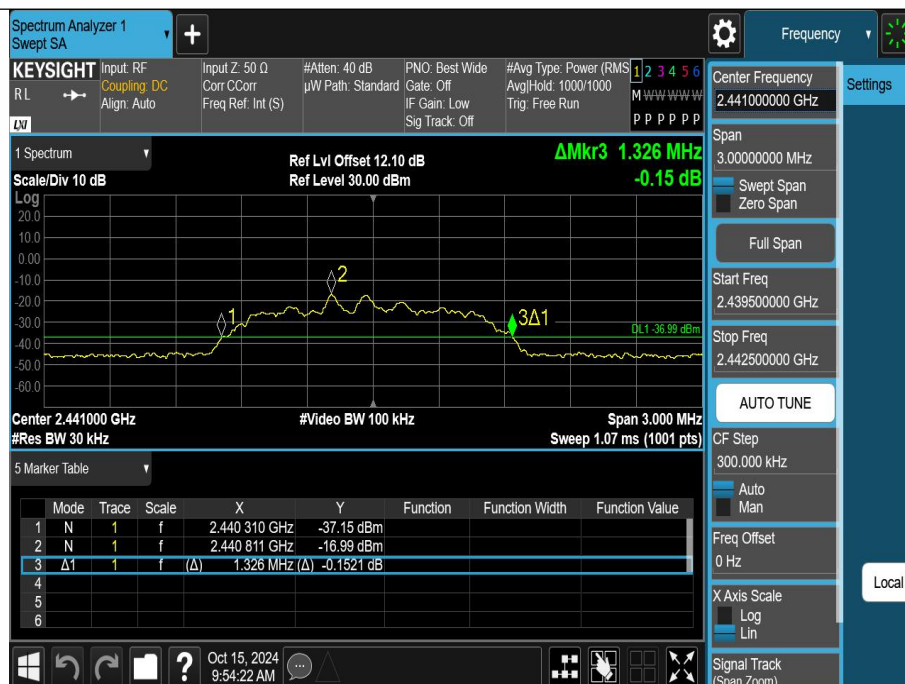 Spectrum Analyzer 1
Swept SA
+
Frequency
KEYSIGHT
RL
LXI
Input: RF
Coupling: DC
Align: Auto
Input Z: 50 Ω
Corr CCorr
Freq Ref: Int (S)
#Atten: 40 dB
µW Path: Standard
PNO: Best Wide
Gate: Off
IF Gain: Low
Sig Track: Off
#Avg Type: Power (RMS
Avg|Hold: 1000/1000
Trig: Free Run
1 2 3 4 5 6
M W W W W W
P P P P P P
1 Spectrum
Scale/Div 10 dB
Ref Lvl Offset 12.10 dB
Ref Level 30.00 dBm
ΔMkr3 1.326 MHz
-0.15 dB
Log
20.0
10.0
0.00
-10.0
-20.0
-30.0
-40.0
-50.0
-60.0
1
2
3Δ1
DL1 -36.99 dBm
Center 2.441000 GHz
#Video BW 100 kHz
Span 3.000 MHz
#Res BW 30 kHz
Sweep 1.07 ms (1001 pts)
5 Marker Table
Mode Trace Scale X Y Function Function Width Function Value
1 N 1 f 2.440 310 GHz -37.15 dBm
2 N 1 f 2.440 811 GHz -16.99 dBm
3 Δ1 1 f (Δ) 1.326 MHz (Δ) -0.1521 dB
4
5
6
?
Oct 15, 2024
9:54:22 AM
Center Frequency
2.441000000 GHz
Settings
Span
3.00000000 MHz
Swept Span
Zero Span
Full Span
Start Freq
2.439500000 GHz
Stop Freq
2.442500000 GHz
AUTO TUNE
CF Step
300.000 kHz
Auto
Man
Freq Offset
0 Hz
Local
X Axis Scale
Log
Lin
Signal Track
(Span Zoom)